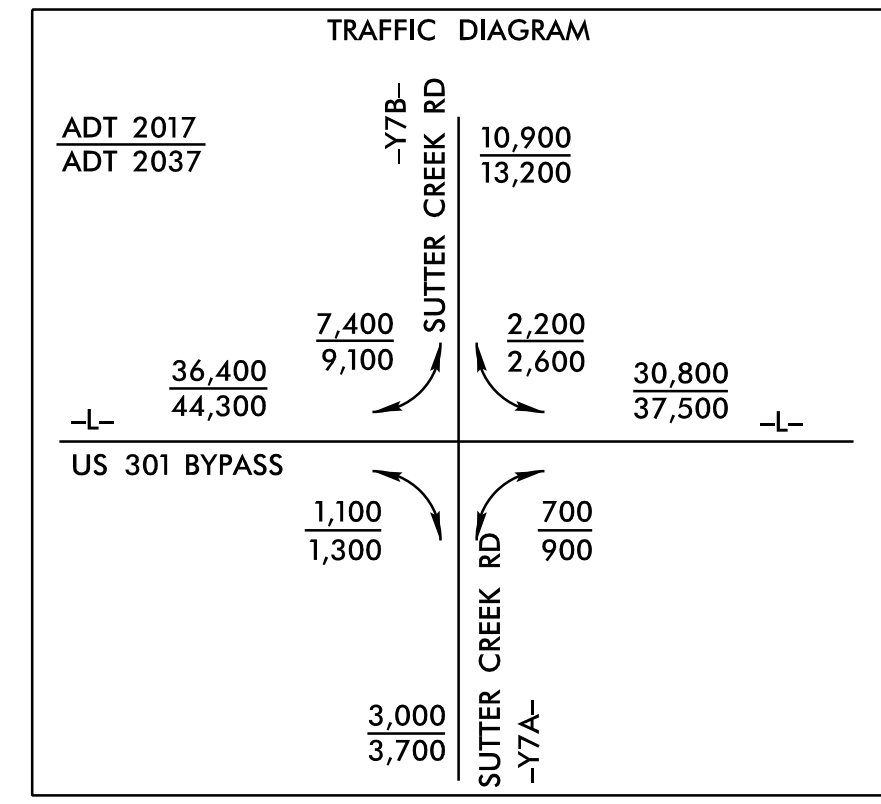 TRAFFIC DIAGRAM
ADT 2017
ADT 2037
–Y7B–
SUTTER CREEK RD
10,900
13,200
7,400
9,100
2,200
2,600
36,400
44,300
30,800
37,500
–L–
–L–
US 301 BYPASS
1,100
1,300
700
900
3,000
3,700
SUTTER CREEK RD
–Y7A–